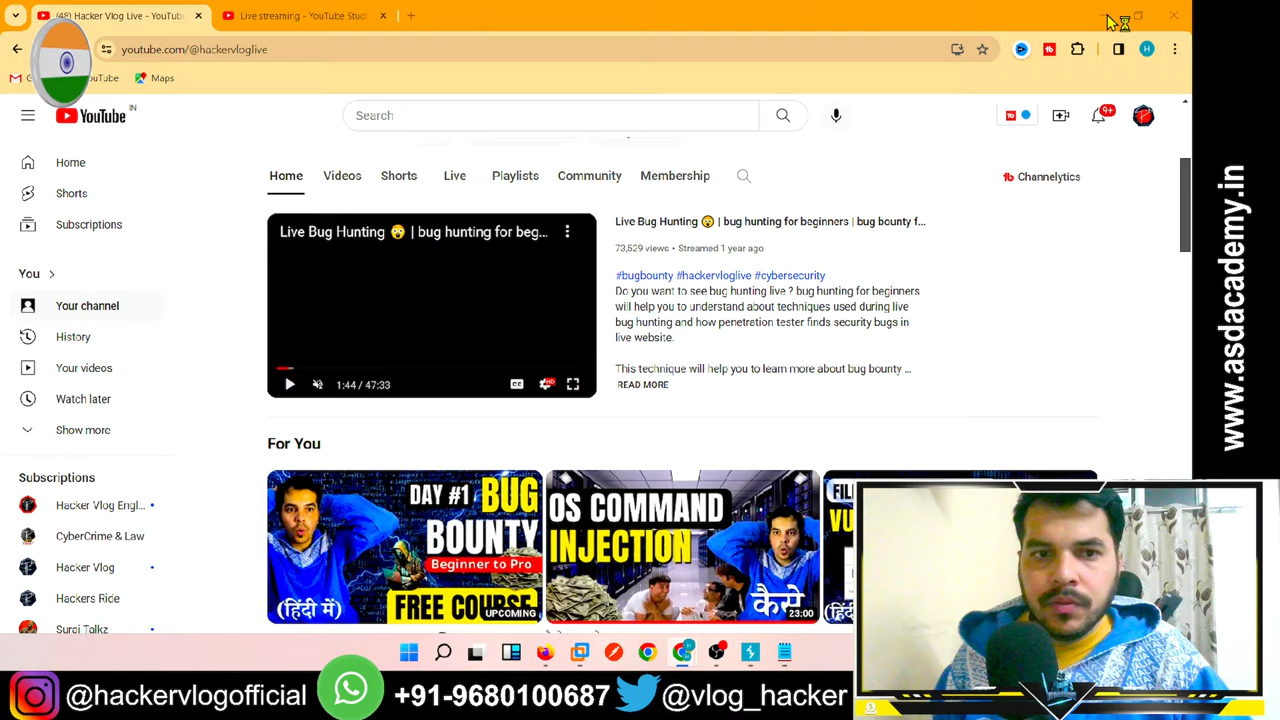 (48) Hacker Vlog Live - YouTube
Live streaming - YouTube Studi
youtube.com/@hackervloglive
Maps
YouTube IN
Search
9+
Home
Shorts
Subscriptions
You
Your channel
History
Your videos
Watch later
Show more
Subscriptions
Hacker Vlog Engl...
CyberCrime & Law
Hacker Vlog
Hackers Ride
Home Videos Shorts Live Playlists Community Membership
Channelytics
Live Bug Hunting 😲 | bug hunting for beg...
1:44 / 47:33
CC
HD
Live Bug Hunting 😲 | bug hunting for beginners | bug bounty f...
73,529 views • Streamed 1 year ago
#bugbounty #hackervloglive #cybersecurity
Do you want to see bug hunting live ? bug hunting for beginners
will help you to understand about techniques used during live
bug hunting and how penetration tester finds security bugs in
live website.
This technique will help you to learn more about bug bounty ...
READ MORE
For You
DAY #1 BUG
BOUNTY
Beginner to Pro
FREE COURSE
(हिंदी में)
UPCOMING
OS COMMAND
INJECTION
कैसे
23:00
www.asdacademy.in
@hackervlogofficial
+91-9680100687
@vlog_hacker